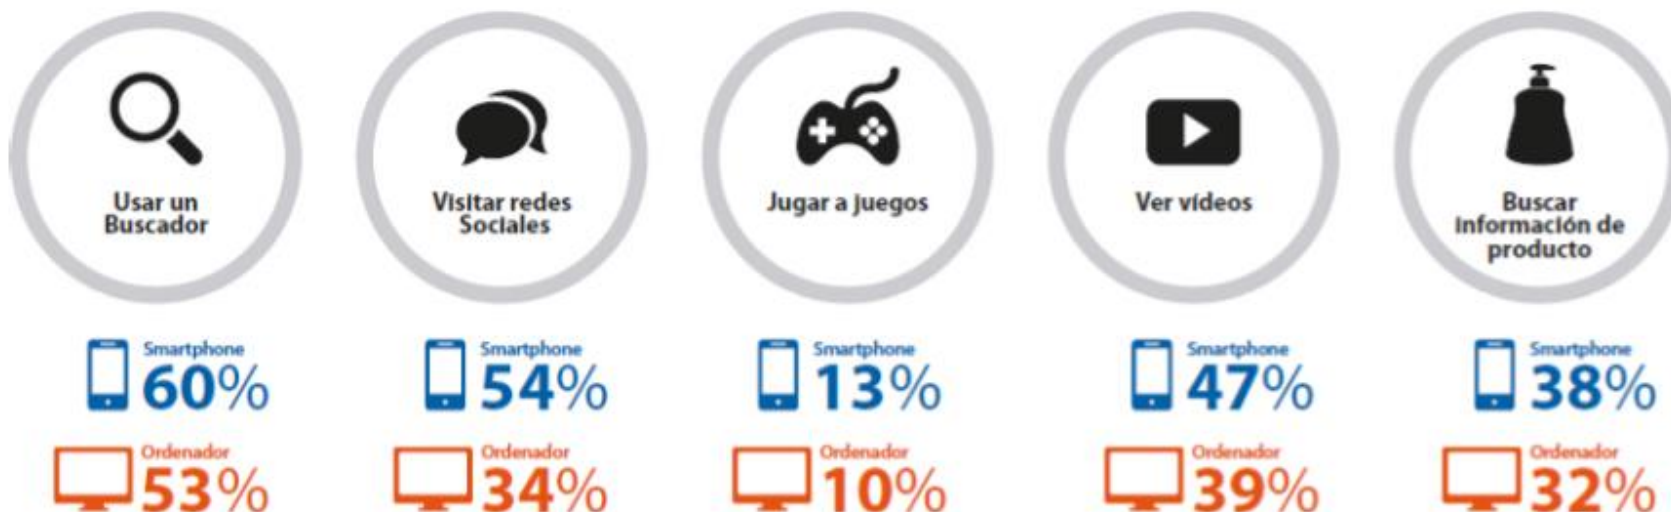 Usar un
Buscador
Visitar redes
Sociales
Jugar a juegos
Ver vídeos
Buscar
información de
producto
Smartphone
60%
Smartphone
54%
Smartphone
13%
Smartphone
47%
Smartphone
38%
Ordenador
53%
Ordenador
34%
Ordenador
10%
Ordenador
39%
Ordenador
32%